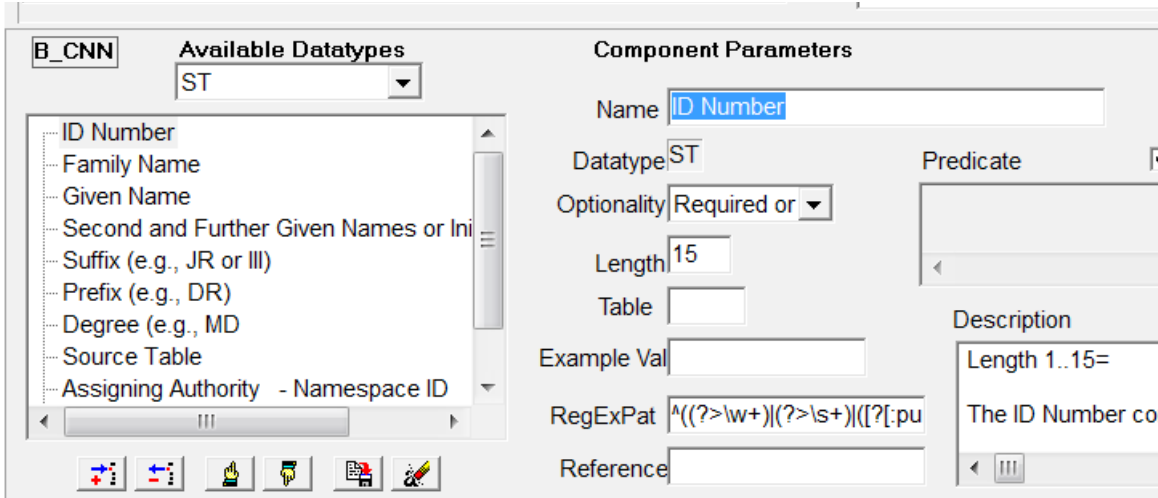 B_CNN
Available Datatypes
ST
ID Number
Family Name
Given Name
Second and Further Given Names or Ini
Suffix (e.g., JR or III)
Prefix (e.g., DR)
Degree (e.g., MD
Source Table
Assigning Authority - Namespace ID
Component Parameters
Name ID Number
Datatype ST
Optionality Required or
Length 15
Table
Example Val
RegExPat ^((?>\w+)|(?>\s+)|([?[:pu
Reference
Predicate
Description
Length 1..15=
The ID Number co